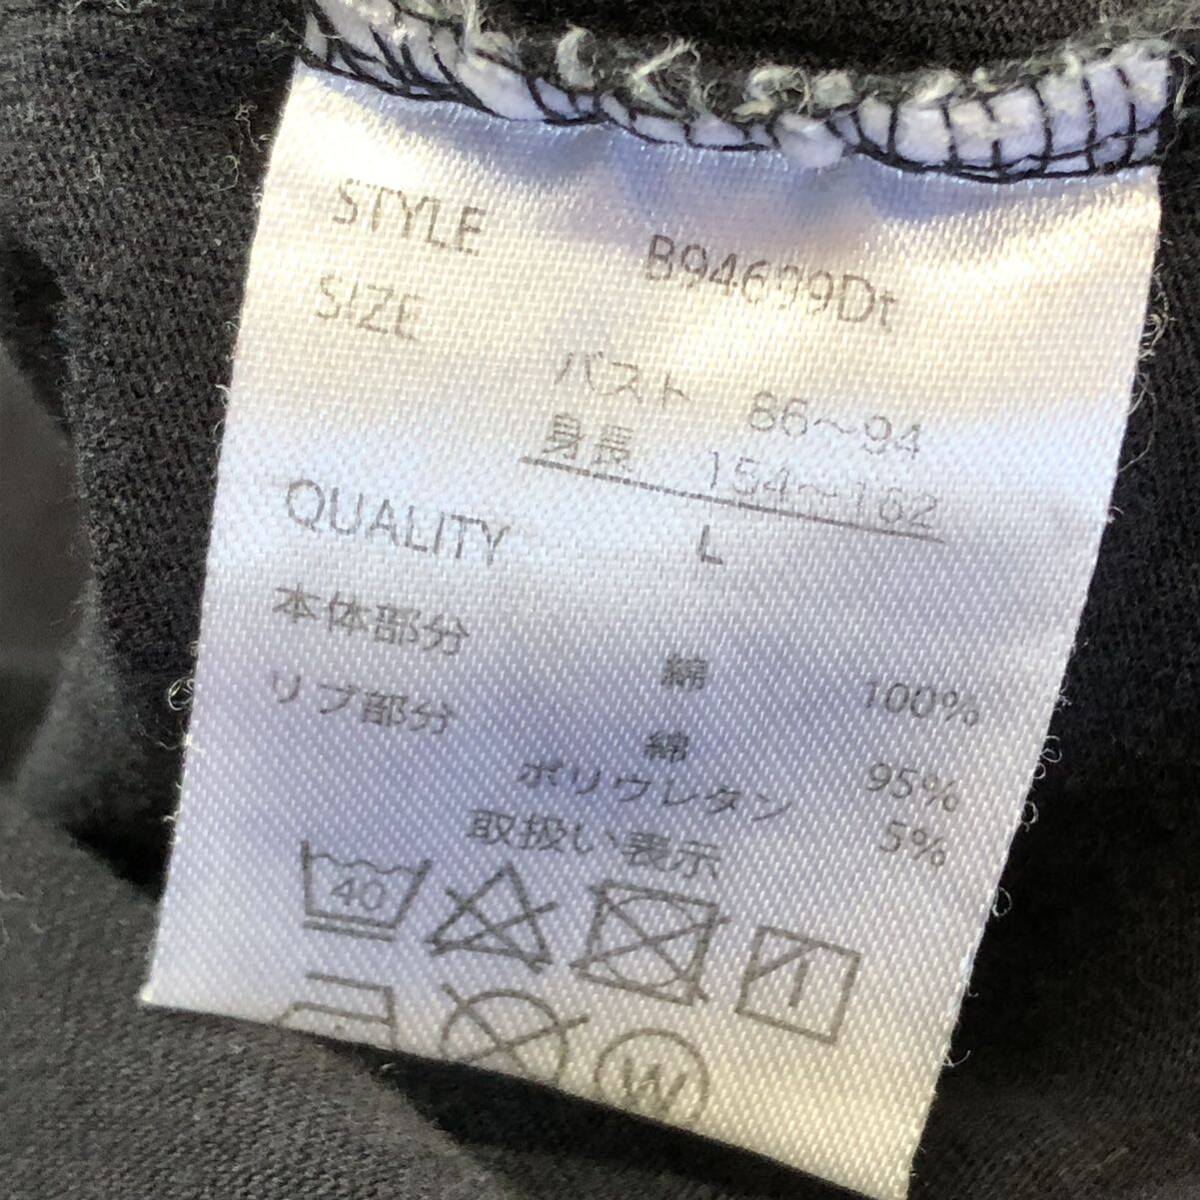 STYLE B94699Dt
SIZE
バスト 86～94
身長 154～162
L
QUALITY
本体部分 綿 100%
リブ部分 綿 95%
ポリウレタン 5%
取扱い表示
40
W